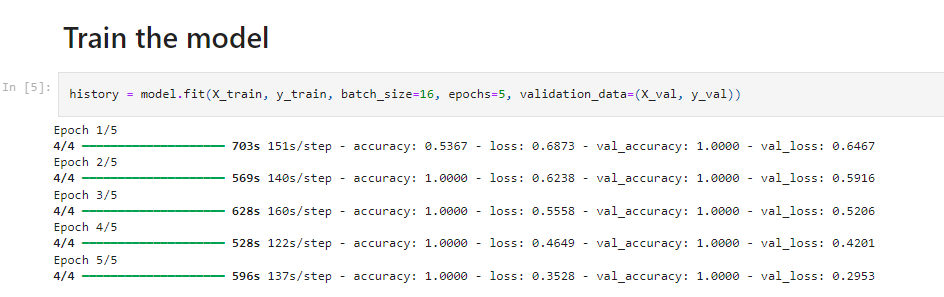 Train the model
In [5]:
history = model.fit(X_train, y_train, batch_size=16, epochs=5, validation_data=(X_val, y_val))
Epoch 1/5
4/4 703s 151s/step - accuracy: 0.5367 - loss: 0.6873 - val_accuracy: 1.0000 - val_loss: 0.6467
Epoch 2/5
4/4 569s 140s/step - accuracy: 1.0000 - loss: 0.6238 - val_accuracy: 1.0000 - val_loss: 0.5916
Epoch 3/5
4/4 628s 160s/step - accuracy: 1.0000 - loss: 0.5558 - val_accuracy: 1.0000 - val_loss: 0.5206
Epoch 4/5
4/4 528s 122s/step - accuracy: 1.0000 - loss: 0.4649 - val_accuracy: 1.0000 - val_loss: 0.4201
Epoch 5/5
4/4 596s 137s/step - accuracy: 1.0000 - loss: 0.3528 - val_accuracy: 1.0000 - val_loss: 0.2953